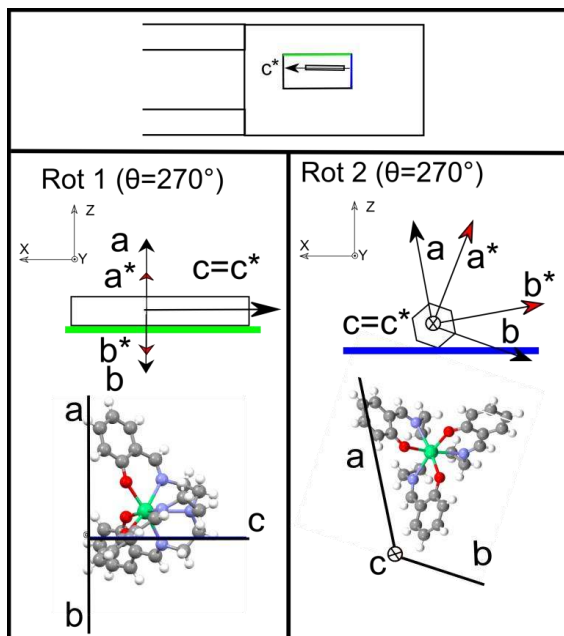 c*
Rot 1 (θ=270°)
Z
X
Y
a
a*
c=c*
b*
b
a
c
b
Rot 2 (θ=270°)
Z
X
Y
a
a*
b*
c=c*
b
a
c
b